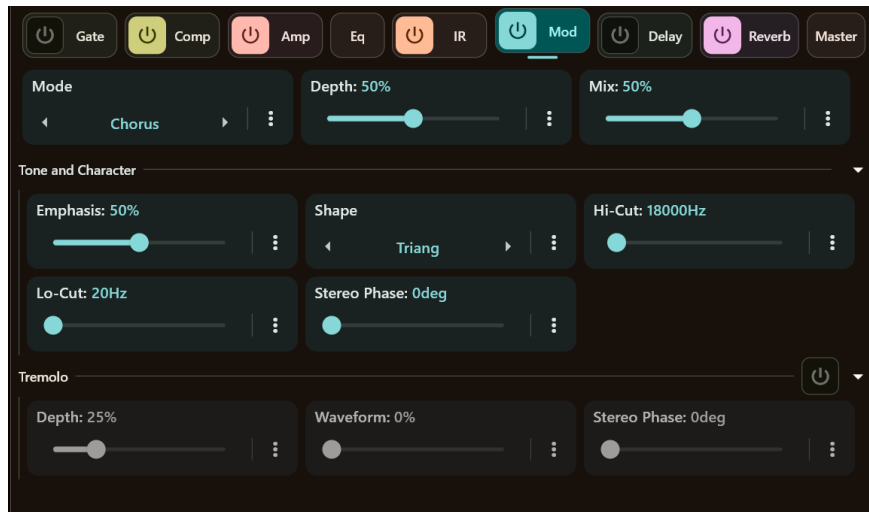 Gate Comp Amp Eq IR Mod Delay Reverb Master
Mode Depth: 50% Mix: 50%
Chorus
Tone and Character
Emphasis: 50% Shape Hi-Cut: 18000Hz
Triang
Lo-Cut: 20Hz Stereo Phase: 0deg
Tremolo
Depth: 25% Waveform: 0% Stereo Phase: 0deg